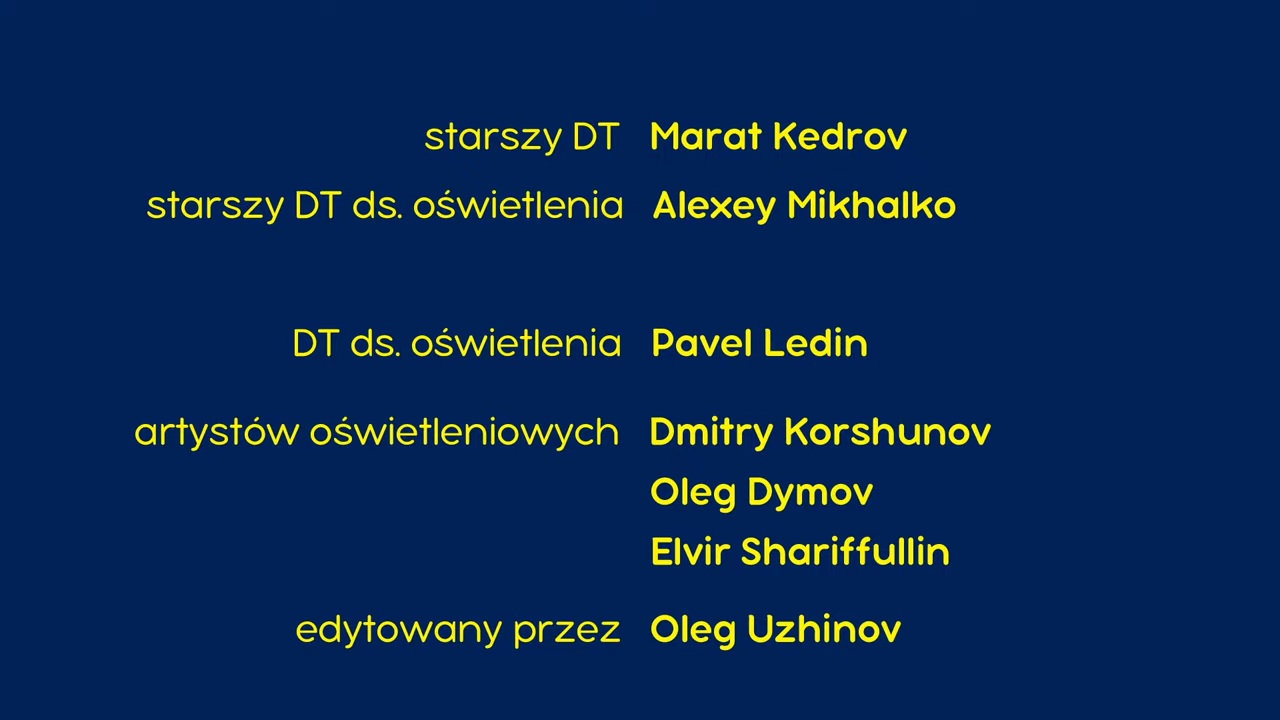 starszy DT Marat Kedrov
starszy DT ds. oświetlenia Alexey Mikhalko
DT ds. oświetlenia Pavel Ledin
artystów oświetleniowych Dmitry Korshunov
Oleg Dymov
Elvir Shariffullin
edytowany przez Oleg Uzhinov